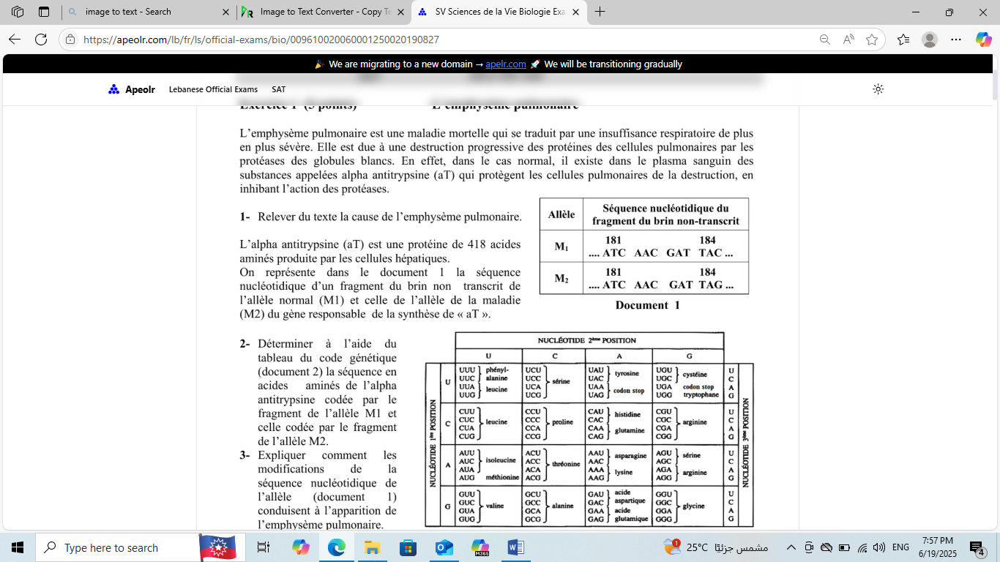 image to text - Search
Image to Text Converter - Copy Te
SV Sciences de la Vie Biologie Exa
https://apeolr.com/lb/fr/ls/official-exams/bio/009610020060001250020190827
🎉 We are migrating to a new domain → apelr.com 🚀 We will be transitioning gradually
Apeolr Lebanese Official Exams SAT
Exercice 1 (5 points) L'emphysème pulmonaire
L'emphysème pulmonaire est une maladie mortelle qui se traduit par une insuffisance respiratoire de plus
en plus sévère. Elle est due à une destruction progressive des protéines des cellules pulmonaires par les
protéases des globules blancs. En effet, dans le cas normal, il existe dans le plasma sanguin des
substances appelées alpha antitrypsine (aT) qui protègent les cellules pulmonaires de la destruction, en
inhibant l'action des protéases.
1- Relever du texte la cause de l'emphysème pulmonaire.
L'alpha antitrypsine (aT) est une protéine de 418 acides
aminés produite par les cellules hépatiques.
On représente dans le document 1 la séquence
nucléotidique d'un fragment du brin non transcrit de
l'allèle normal (M1) et celle de l'allèle de la maladie
(M2) du gène responsable de la synthèse de « aT ».
Allèle
Séquence nucléotidique du
fragment du brin non-transcrit
M1
181 184
.... ATC AAC GAT TAC ...
M2
181 184
.... ATC AAC GAT TAG ...
Document 1
2- Déterminer à l'aide du
tableau du code génétique
(document 2) la séquence en
acides aminés de l'alpha
antitrypsine codée par le
fragment de l'allèle M1 et
celle codée par le fragment
de l'allèle M2.
3- Expliquer comment les
modifications de la
séquence nucléotidique de
l'allèle (document 1)
conduisent à l'apparition de
l'emphysème pulmonaire.
NUCLÉOTIDE 2ème POSITION
U C A G
NUCLÉOTIDE 1ère POSITION
NUCLÉOTIDE 3ème POSITION
U
UUU phényl- UCU UAU tyrosine UGU cystéine U
UUC alanine UCC sérine UAC UGC C
UUA leucine UCA UAA codon stop UGA codon stop A
UUG UCG UAG UGG tryptophane G
C
CUU CCU CAU histidine CGU U
CUC leucine CCC proline CAC CGC arginine C
CUA CCA CAA glutamine CGA A
CUG CCG CAG CGG G
A
AUU ACU AAU asparagine AGU sérine U
AUC isoleucine ACC thréonine AAC AGC C
AUA ACA AAA lysine AGA arginine A
AUG méthionine ACG AAG AGG G
G
GUU GCU GAU acide GGU U
GUC valine GCC alanine GAC aspartique GGC glycine C
GUA GCA GAA acide GGA A
GUG GCG GAG glutamique GGG G
Type here to search
M365
1
25°C مشمس جزئيًا
ENG
7:57 PM
6/19/2025
4